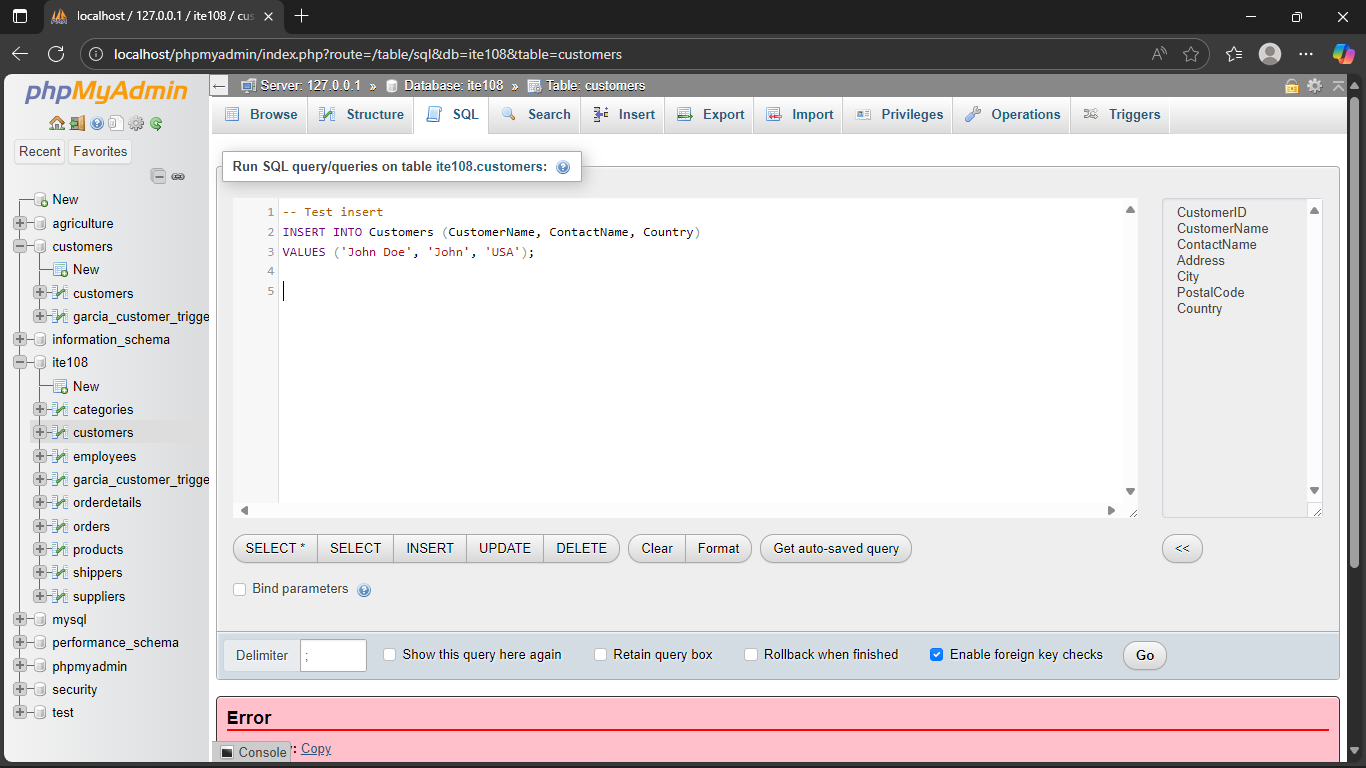 localhost / 127.0.0.1 / ite108 / cus
localhost/phpmyadmin/index.php?route=/table/sql&db=ite108&table=customers
phpMyAdmin
Recent Favorites
New
agriculture
customers
New
customers
garcia_customer_trigge
information_schema
ite108
New
categories
customers
employees
garcia_customer_trigge
orderdetails
orders
products
shippers
suppliers
mysql
performance_schema
phpmyadmin
security
test
Server: 127.0.0.1 » Database: ite108 » Table: customers
Browse Structure SQL Search Insert Export Import Privileges Operations Triggers
Run SQL query/queries on table ite108.customers:
1 -- Test insert
2 INSERT INTO Customers (CustomerName, ContactName, Country)
3 VALUES ('John Doe', 'John', 'USA');
4
5
CustomerID
CustomerName
ContactName
Address
City
PostalCode
Country
SELECT * SELECT INSERT UPDATE DELETE Clear Format Get auto-saved query <<
Bind parameters
Delimiter ; Show this query here again Retain query box Rollback when finished Enable foreign key checks Go
Error
: Copy
Console